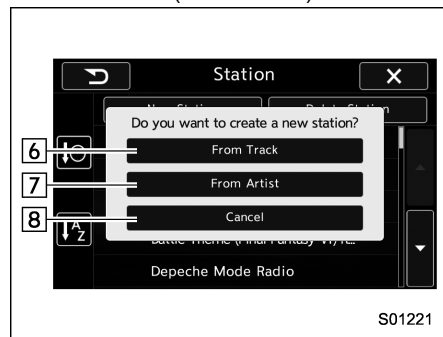 Station
Do you want to create a new station?
6 From Track
7 From Artist
8 Cancel
A
Z
Depeche Mode Radio
S01221